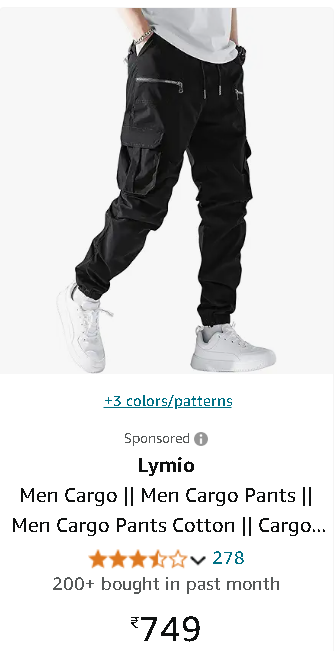 +3 colors/patterns
Sponsored
Lymio
Men Cargo || Men Cargo Pants ||
Men Cargo Pants Cotton || Cargo...
278
200+ bought in past month
₹749